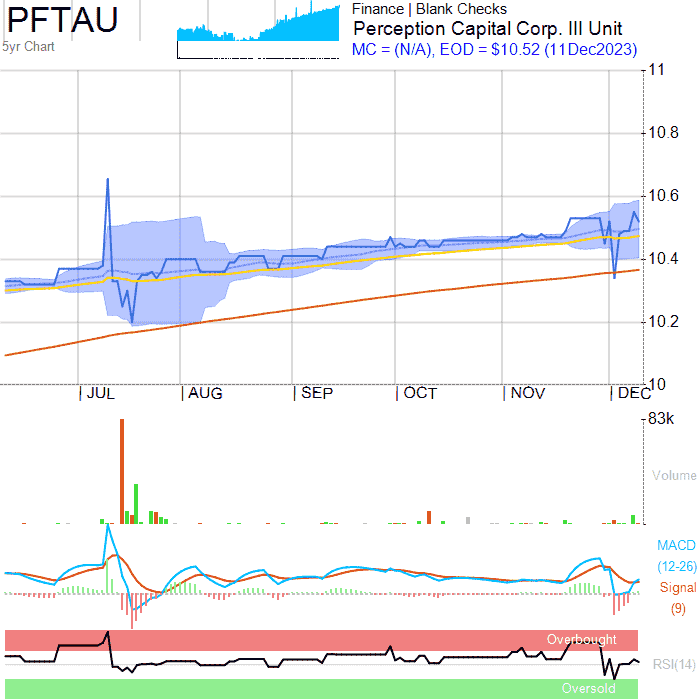 PFTAU
5yr Chart
Finance | Blank Checks
Perception Capital Corp. III Unit
MC = (N/A), EOD = $10.52 (11Dec2023)
11
10.8
10.6
10.4
10.2
10
JUL AUG SEP OCT NOV DEC
83k
Volume
MACD
(12-26)
Signal
(9)
Overbought
RSI(14)
Oversold